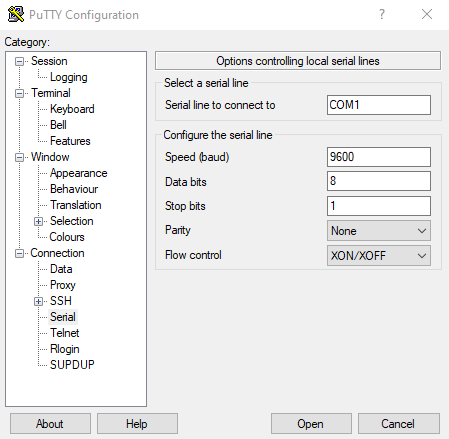 PuTTY Configuration
Category:
Session
Logging
Terminal
Keyboard
Bell
Features
Window
Appearance
Behaviour
Translation
Selection
Colours
Connection
Data
Proxy
SSH
Serial
Telnet
Rlogin
SUPDUP
Options controlling local serial lines
Select a serial line
Serial line to connect to COM1
Configure the serial line
Speed (baud) 9600
Data bits 8
Stop bits 1
Parity None
Flow control XON/XOFF
About Help Open Cancel